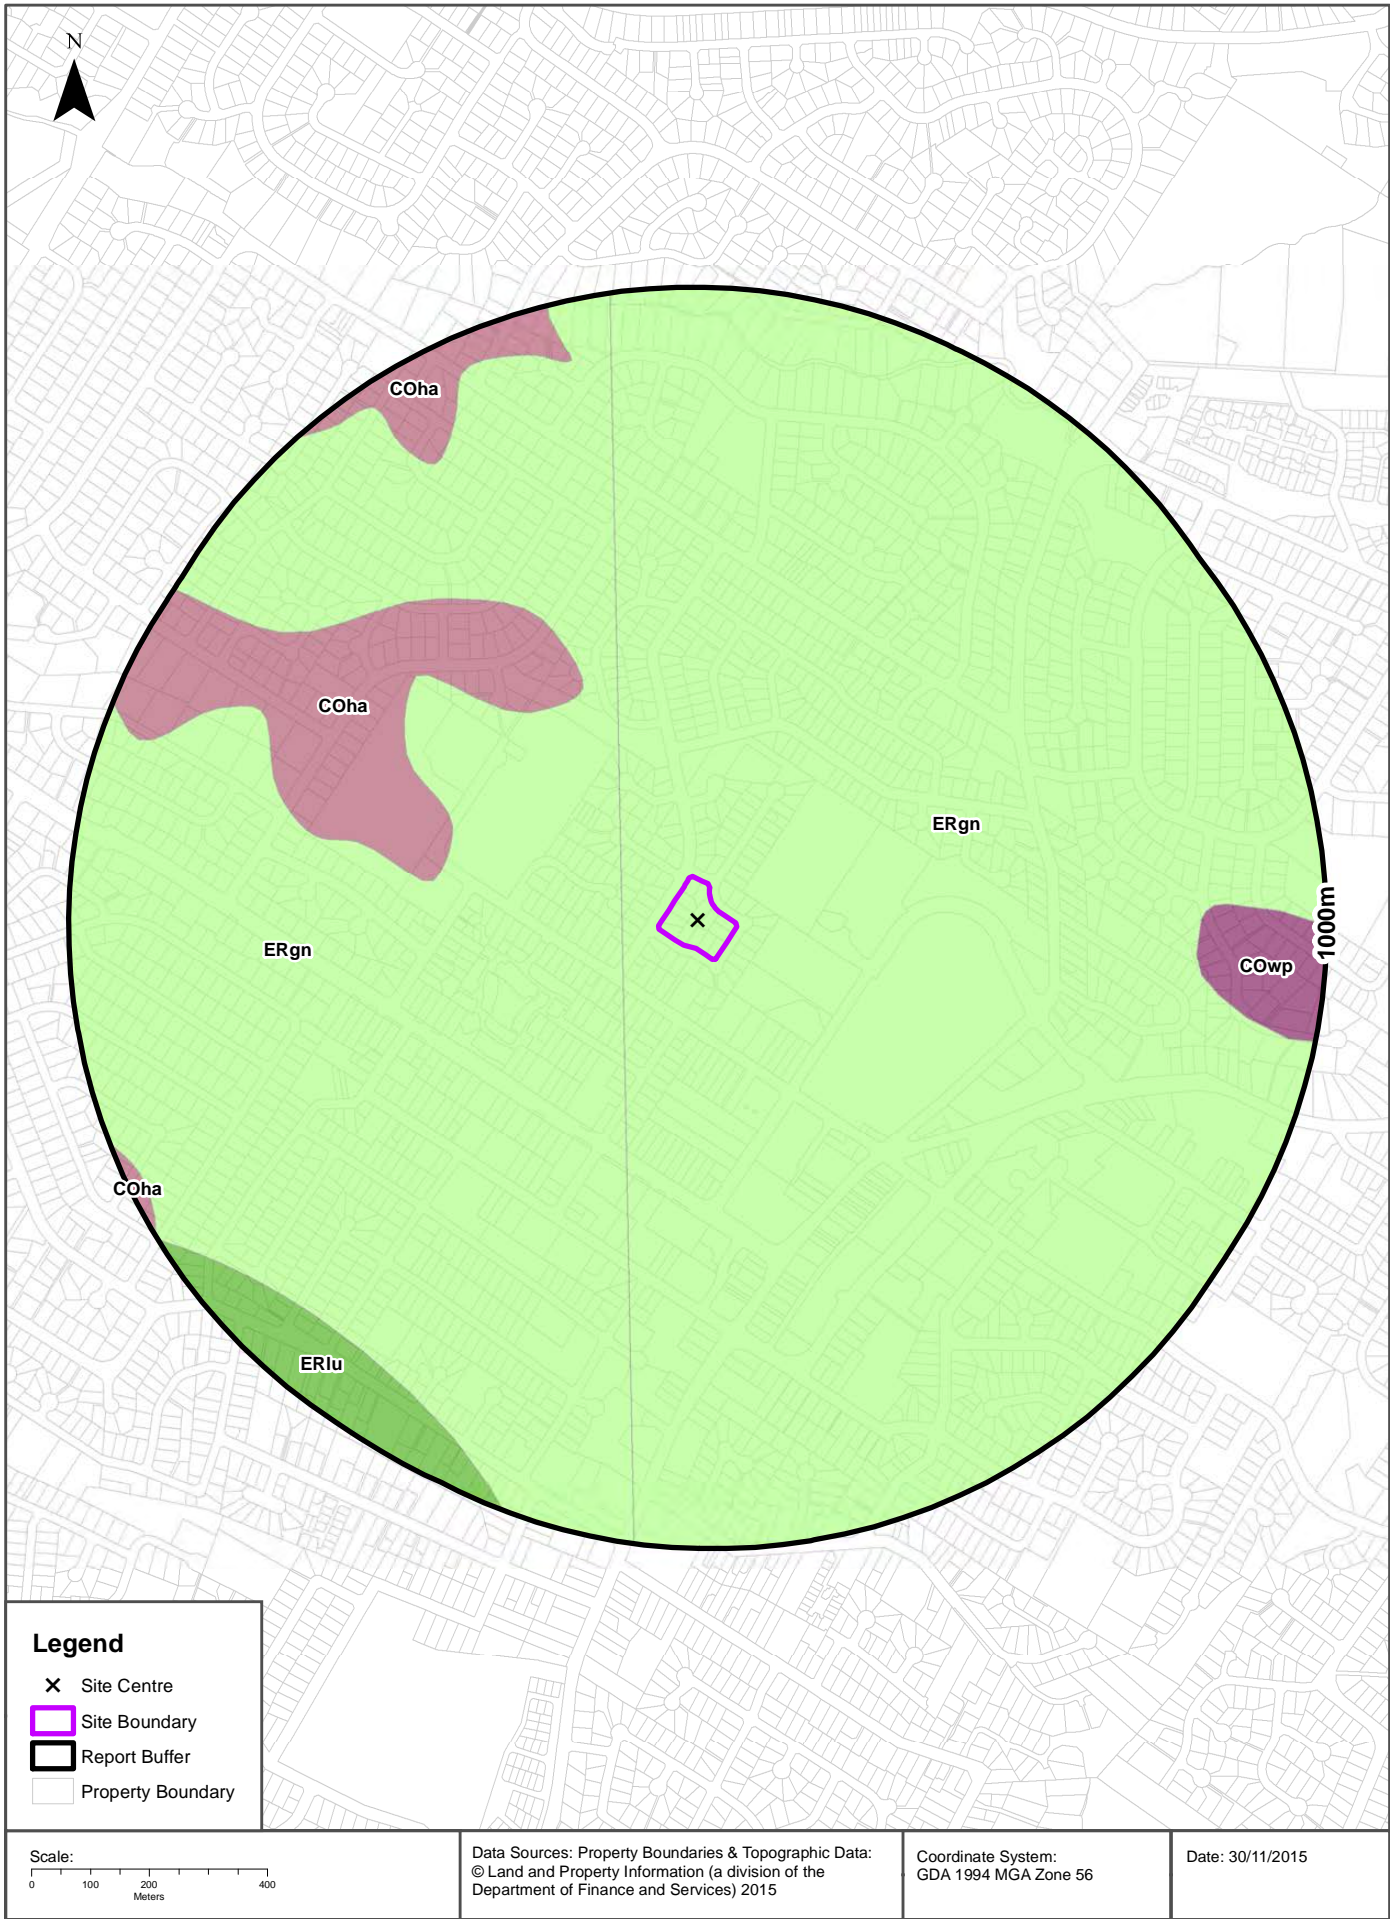 N
COha
COha
ERgn
ERgn
1000m
COwp
COha
ERlu
Legend
Site Centre
Site Boundary
Report Buffer
Property Boundary
Scale:
0 100 200 400
Meters
Data Sources: Property Boundaries & Topographic Data:
© Land and Property Information (a division of the
Department of Finance and Services) 2015
Coordinate System:
GDA 1994 MGA Zone 56
Date: 30/11/2015